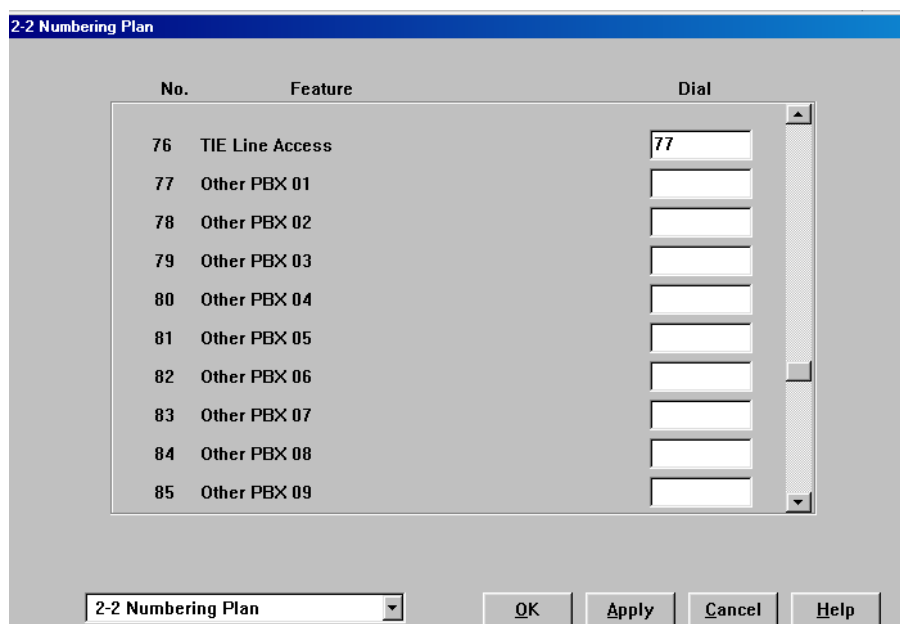 2-2 Numbering Plan
No. Feature Dial
76 TIE Line Access 77
77 Other PBX 01
78 Other PBX 02
79 Other PBX 03
80 Other PBX 04
81 Other PBX 05
82 Other PBX 06
83 Other PBX 07
84 Other PBX 08
85 Other PBX 09
2-2 Numbering Plan OK Apply Cancel Help